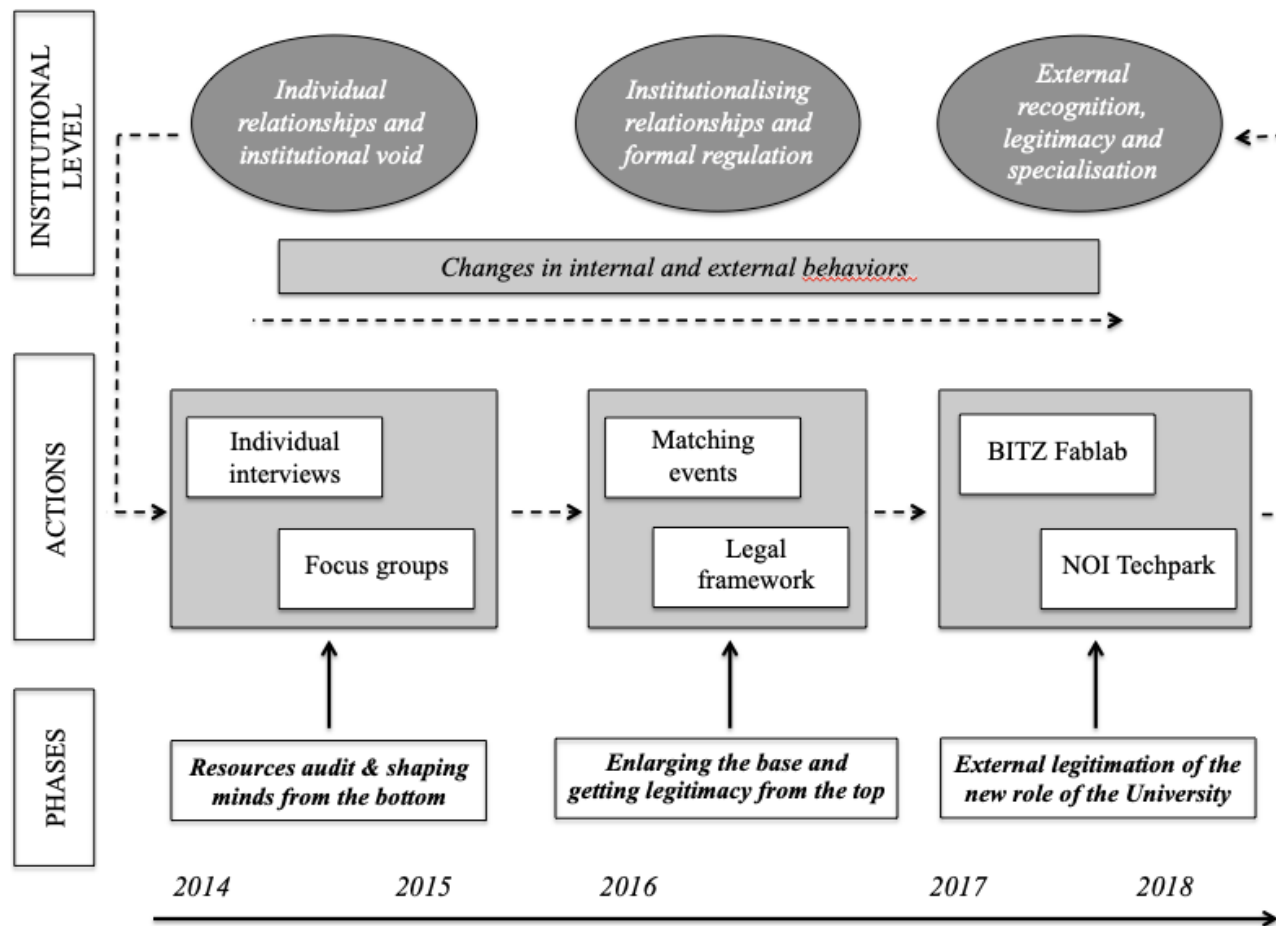 INSTITUTIONAL
LEVEL
Individual
relationships and
institutional void
Institutionalising
relationships and
formal regulation
External
recognition,
legitimacy and
specialisation
Changes in internal and external behaviors
ACTIONS
Individual
interviews
Focus groups
Matching
events
Legal
framework
BITZ Fablab
NOI Techpark
PHASES
Resources audit & shaping
minds from the bottom
Enlarging the base and
getting legitimacy from the top
External legitimation of the
new role of the University
2014 2015 2016 2017 2018